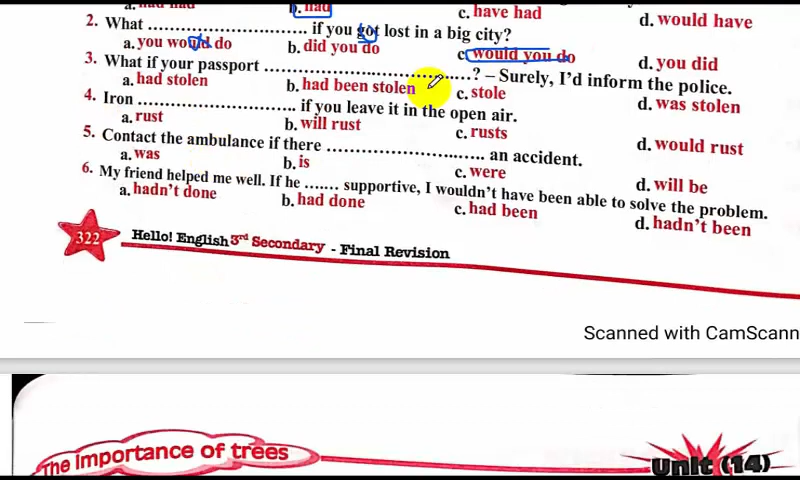 b. had
c. have had
d. would have
2. What .............................. if you got lost in a big city?
a. you would do b. did you do c. would you do d. you did
3. What if your passport ........................................? – Surely, I'd inform the police.
a. had stolen b. had been stolen c. stole d. was stolen
4. Iron .............................. if you leave it in the open air.
a. rust b. will rust c. rusts d. would rust
5. Contact the ambulance if there .............................. an accident.
a. was b. is c. were d. will be
6. My friend helped me well. If he ....... supportive, I wouldn't have been able to solve the problem.
a. hadn't done b. had done c. had been d. hadn't been
322 Hello! English 3rd Secondary - Final Revision
Scanned with CamScann
The importance of trees
Unit (14)